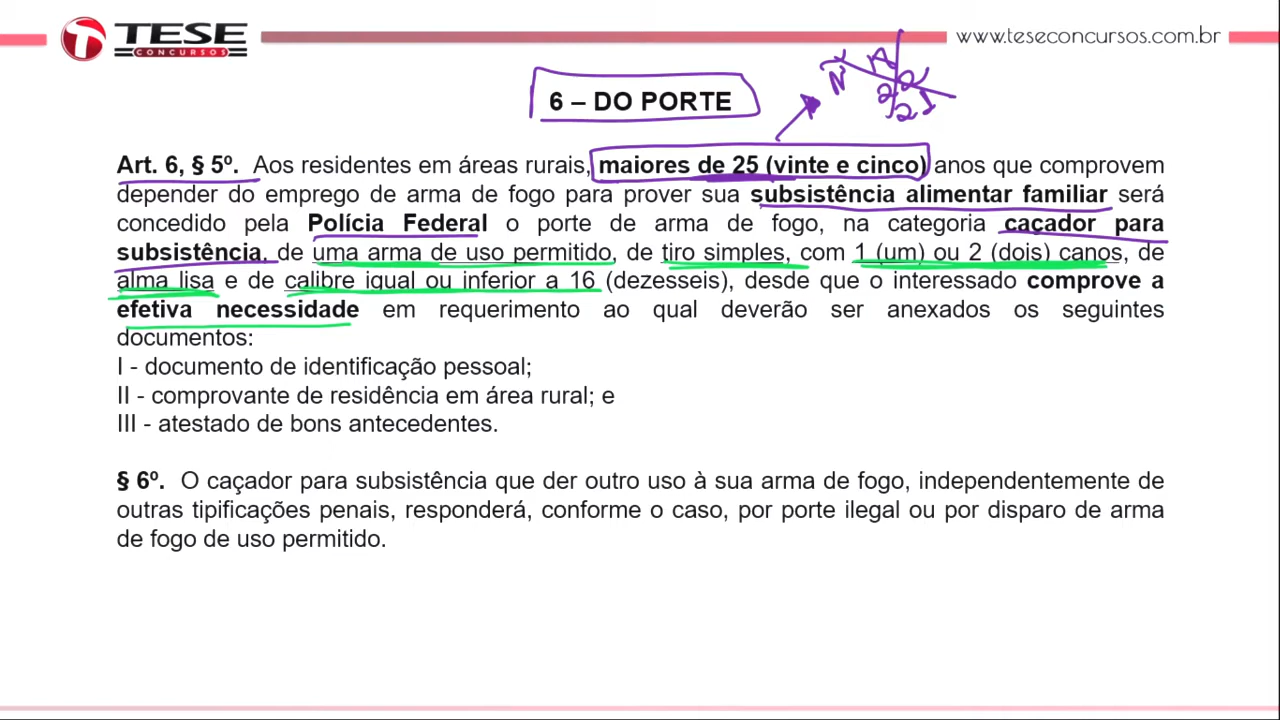 TESE
CONCURSOS
www.teseconcursos.com.br
6 – DO PORTE
Art. 6, § 5º. Aos residentes em áreas rurais, maiores de 25 (vinte e cinco) anos que comprovem
depender do emprego de arma de fogo para prover sua subsistência alimentar familiar será
concedido pela Polícia Federal o porte de arma de fogo, na categoria caçador para
subsistência, de uma arma de uso permitido, de tiro simples, com 1 (um) ou 2 (dois) canos, de
alma lisa e de calibre igual ou inferior a 16 (dezesseis), desde que o interessado comprove a
efetiva necessidade em requerimento ao qual deverão ser anexados os seguintes
documentos:
I - documento de identificação pessoal;
II - comprovante de residência em área rural; e
III - atestado de bons antecedentes.
§ 6º. O caçador para subsistência que der outro uso à sua arma de fogo, independentemente de
outras tipificações penais, responderá, conforme o caso, por porte ilegal ou por disparo de arma
de fogo de uso permitido.